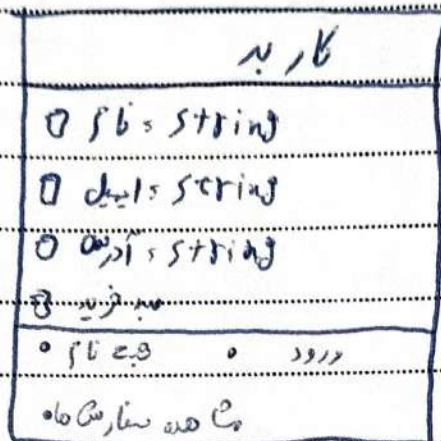 کاربر
نام : string
ایمیل : string
آدرس : string
سبد خرید
ثبت نام • ورود •
مشاهده سفارش ها •